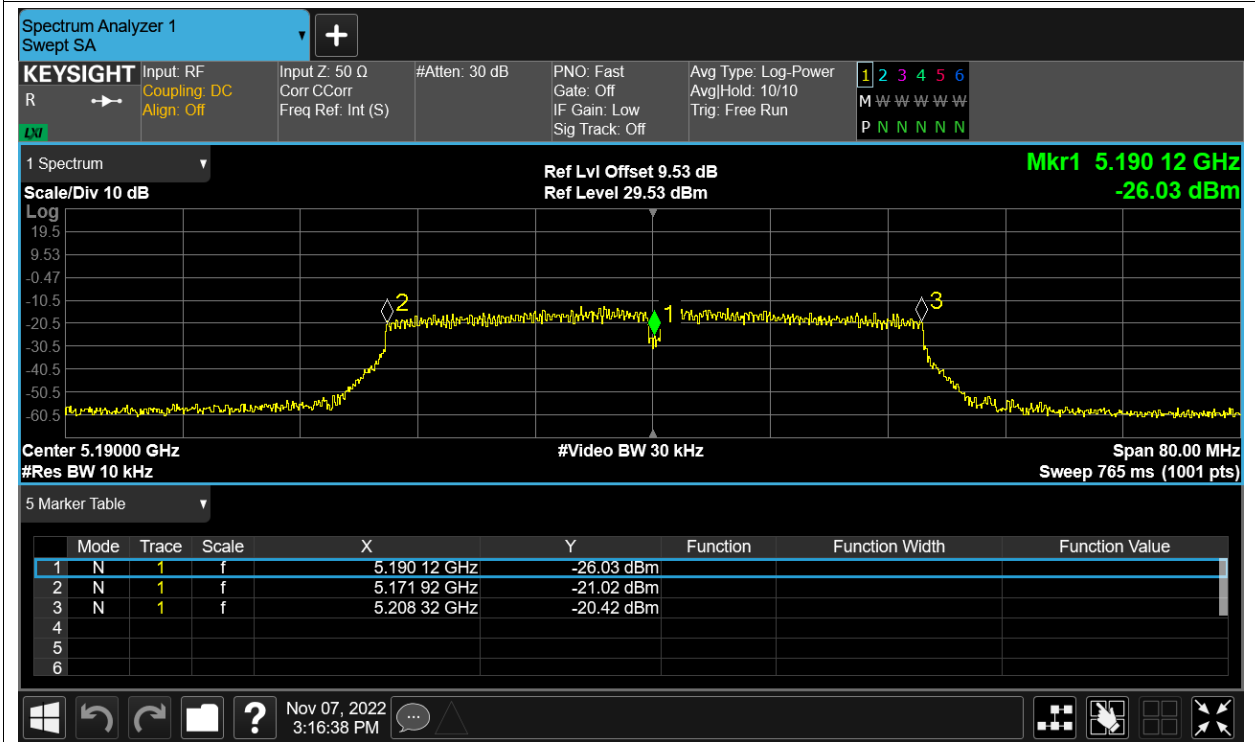 Spectrum Analyzer 1
Swept SA
+
KEYSIGHT Input: RF Input Z: 50 Ω #Atten: 30 dB PNO: Fast Avg Type: Log-Power 1 2 3 4 5 6
R Coupling: DC Corr CCorr Gate: Off Avg|Hold: 10/10 M W W W W W
Align: Off Freq Ref: Int (S) IF Gain: Low Trig: Free Run
LXI Sig Track: Off P N N N N N
1 Spectrum Ref Lvl Offset 9.53 dB Mkr1 5.190 12 GHz
Scale/Div 10 dB Ref Level 29.53 dBm -26.03 dBm
Log
19.5
9.53
-0.47
-10.5
2 1 3
-20.5
-30.5
-40.5
-50.5
-60.5
Center 5.19000 GHz #Video BW 30 kHz Span 80.00 MHz
#Res BW 10 kHz Sweep 765 ms (1001 pts)
5 Marker Table
Mode Trace Scale X Y Function Function Width Function Value
1 N 1 f 5.190 12 GHz -26.03 dBm
2 N 1 f 5.171 92 GHz -21.02 dBm
3 N 1 f 5.208 32 GHz -20.42 dBm
4
5
6
? Nov 07, 2022
3:16:38 PM